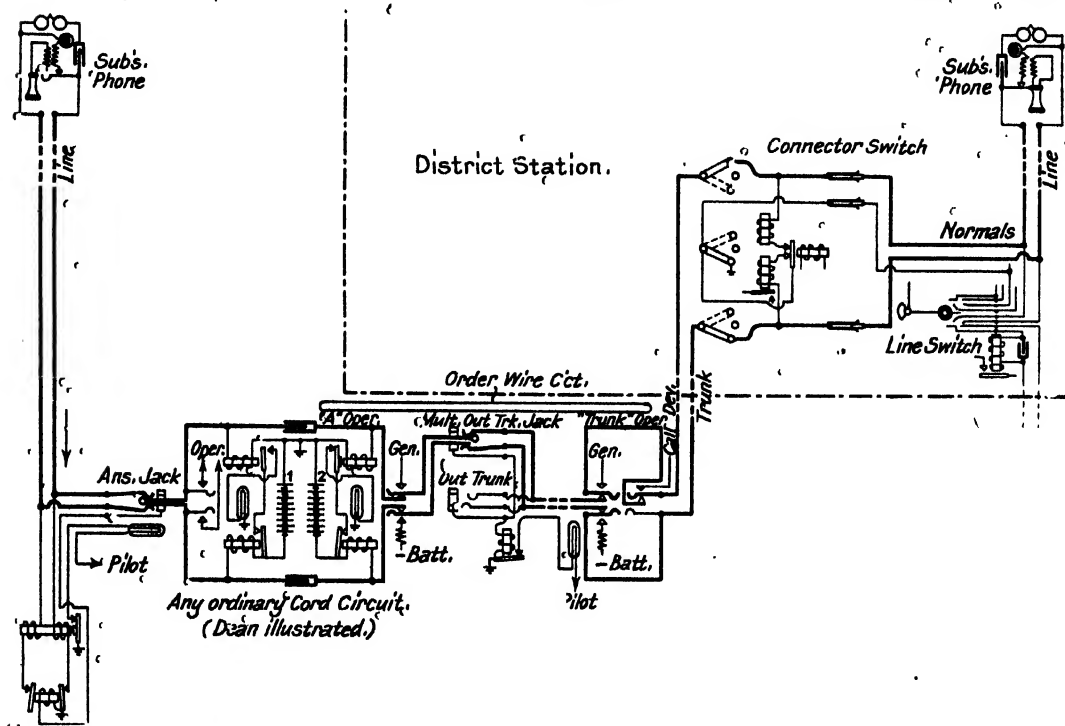 Sub's.
'Phone
Line
District Station.
Connector Switch
Sub's.
'Phone
Line
Normals
Line Switch
Order Wire C'ct.
"A" Oper.
Mult. Out Trk. Jack
"Trunk" Oper.
Call Dev.
Trunk
Oper.
Gen.
Gen.
Ans. Jack
1
2
Out Trunk
Pilot
Batt.
Batt.
Pilot
Any ordinary Cord Circuit.
(Dean illustrated.)